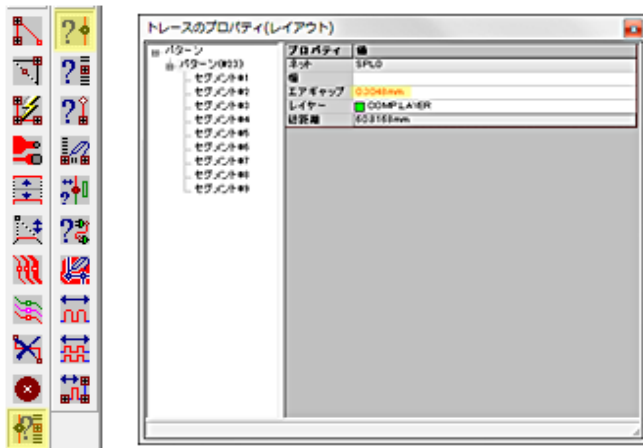 トレースのプロパティ(レイアウト)
パターン
パターン(#23)
セグメント#1
セグメント#2
セグメント#3
セグメント#4
セグメント#5
セグメント#6
セグメント#7
セグメント#8
セグメント#9
プロパティ 値
ネット
幅
エアギャップ 0.3048mm
レイヤー
総距離